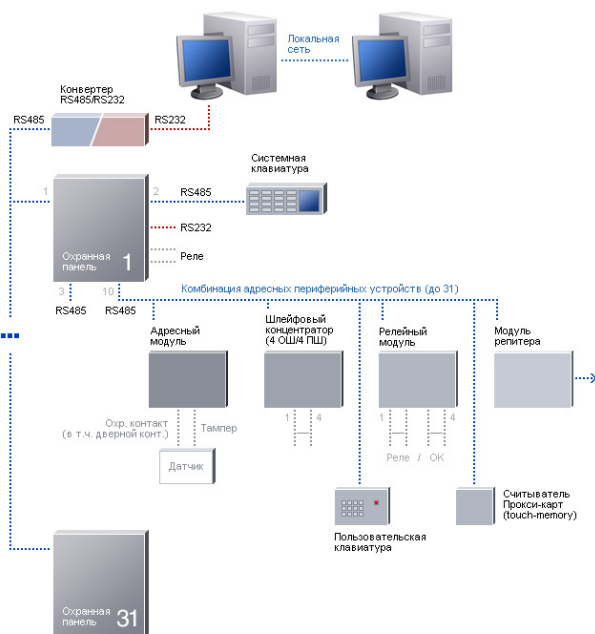 Локальная
сеть
Конвертер
RS485/RS232
RS485
RS232
Системная
клавиатура
1
2
RS485
RS232
Реле
Охранная
панель 1
3
10
RS485
RS485
Комбинация адресных периферийных устройств (до 31)
Адресный
модуль
Шлейфовый
концентратор
(4 ОШ/4 ПШ)
Релейный
модуль
Модуль
репитера
Охр. контакт
(в т.ч. дверной конт.)
Тампер
1
4
1
4
Реле / ОК
Датчик
Считыватель
Прокси-карт
(touch-memory)
Пользовательская
клавиатура
Охранная
панель 31